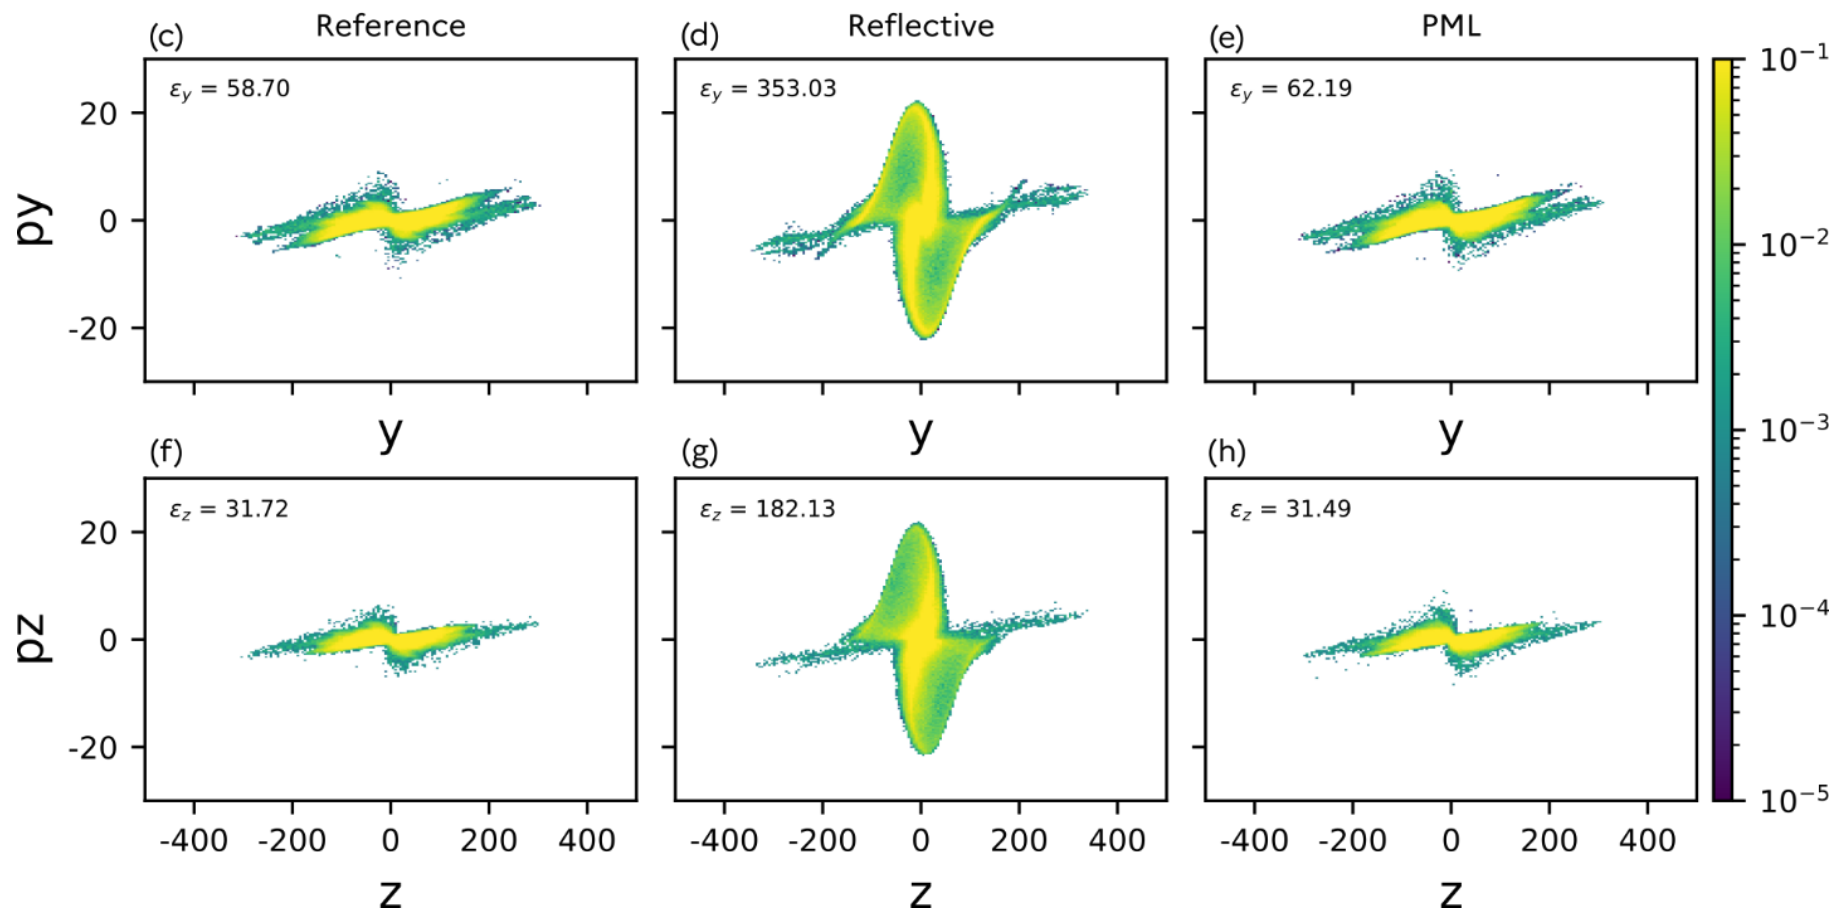 (c) Reference (d) Reflective (e) PML
εy = 58.70 εy = 353.03 εy = 62.19
py
20
0
-20
y y y
10⁻¹
10⁻²
10⁻³
10⁻⁴
10⁻⁵
(f) (g) (h)
εz = 31.72 εz = 182.13 εz = 31.49
pz
20
0
-20
-400 -200 0 200 400 -400 -200 0 200 400 -400 -200 0 200 400
z z z